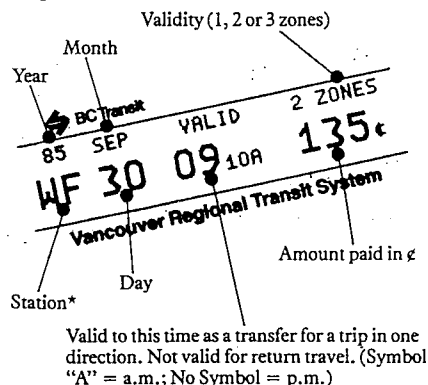 Validity (1, 2 or 3 zones)
Month
Year
BC Transit
85 SEP VALID 2 ZONES
WF 30 09 10A 135¢
Vancouver Regional Transit System
Amount paid in ¢
Day
Station*
Valid to this time as a transfer for a trip in one
direction. Not valid for return travel. (Symbol
"A" = a.m.; No Symbol = p.m.)